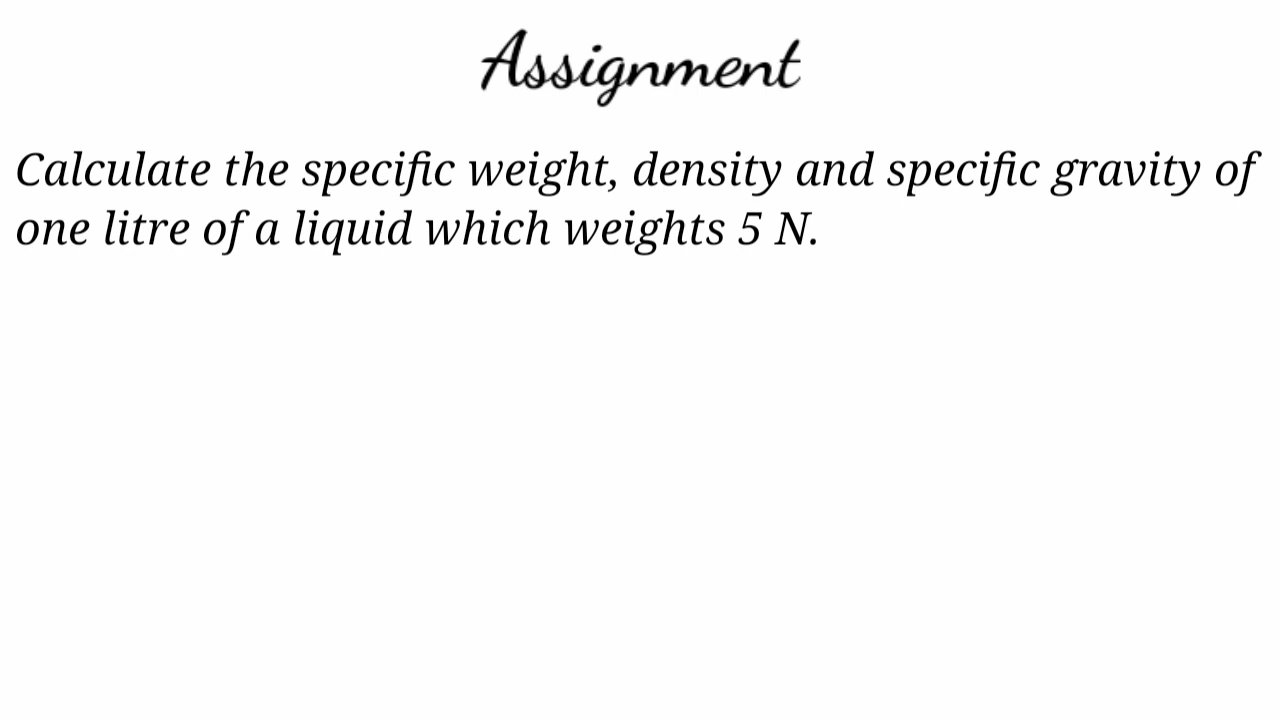 Assignment
Calculate the specific weight, density and specific gravity of
one litre of a liquid which weights 5 N.